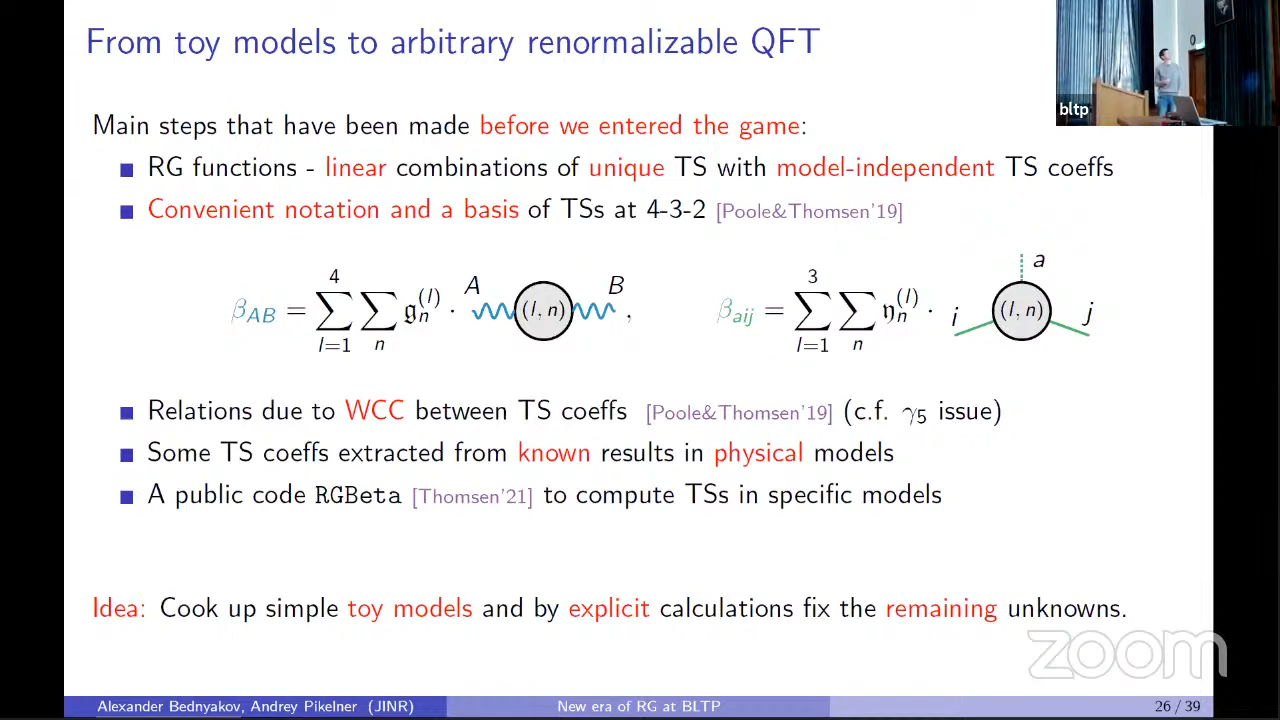 From toy models to arbitrary renormalizable QFT
bltp
Main steps that have been made before we entered the game:
RG functions - linear combinations of unique TS with model-independent TS coeffs
Convenient notation and a basis of TSs at 4-3-2 [Poole&Thomsen'19]
β_AB = ∑_{l=1}^{4} ∑_n 𝔤_n^{(l)} · A (l, n) B , β_aij = ∑_{l=1}^{3} ∑_n 𝔶_n^{(l)} · i (l, n) j a
Relations due to WCC between TS coeffs [Poole&Thomsen'19] (c.f. γ₅ issue)
Some TS coeffs extracted from known results in physical models
A public code RGBeta [Thomsen'21] to compute TSs in specific models
Idea: Cook up simple toy models and by explicit calculations fix the remaining unknowns.
zoom
Alexander Bednyakov, Andrey Pikelner (JINR) New era of RG at BLTP 26 / 39